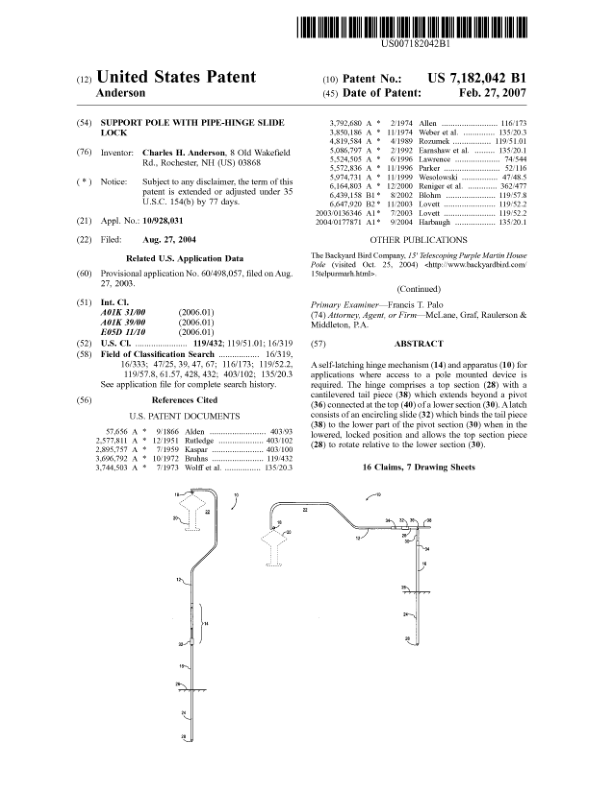 US007182042B1
(12) United States Patent
Anderson
(10) Patent No.: US 7,182,042 B1
(45) Date of Patent: Feb. 27, 2007
(54) SUPPORT POLE WITH PIPE-HINGE SLIDE
LOCK
(76) Inventor: Charles H. Anderson, 8 Old Wakefield
Rd., Rochester, NH (US) 03868
( * ) Notice: Subject to any disclaimer, the term of this
patent is extended or adjusted under 35
U.S.C. 154(b) by 77 days.
(21) Appl. No.: 10/928,031
(22) Filed: Aug. 27, 2004
Related U.S. Application Data
(60) Provisional application No. 60/498,057, filed on Aug.
27, 2003.
(51) Int. Cl.
A01K 31/00 (2006.01)
A01K 39/00 (2006.01)
E05D 11/10 (2006.01)
(52) U.S. Cl. ........................ 119/432; 119/51.01; 16/319
(58) Field of Classification Search .................. 16/319,
16/333; 47/25, 39, 47, 67; 116/173; 119/52.2,
119/57.8, 61.57, 428, 432; 403/102; 135/20.3
See application file for complete search history.
(56) References Cited
U.S. PATENT DOCUMENTS
57,656 A * 9/1866 Alden ........................... 403/93
2,577,811 A * 12/1951 Rutledge ...................... 403/102
2,895,757 A * 7/1959 Kaspar ......................... 403/100
3,696,792 A * 10/1972 Bruhns ......................... 119/432
3,744,503 A * 7/1973 Wolff et al. ................. 135/20.3
3,792,680 A * 2/1974 Allen ............................ 116/173
3,850,186 A * 11/1974 Weber et al. ............... 135/20.3
4,819,584 A * 4/1989 Rozumek .................. 119/51.01
5,086,797 A * 2/1992 Earnshaw et al. .......... 135/20.1
5,524,505 A * 6/1996 Lawrence ..................... 74/544
5,572,836 A * 11/1996 Parker .......................... 52/116
5,974,731 A * 11/1999 Wesolowski ................. 47/48.5
6,164,803 A * 12/2000 Reniger et al. .............. 362/477
6,439,158 B1 * 8/2002 Blohm ........................ 119/57.8
6,647,920 B2 * 11/2003 Lovett ........................ 119/52.2
2003/0136346 A1* 7/2003 Lovett ........................ 119/52.2
2004/0177871 A1* 9/2004 Harbaugh ................... 135/20.1
OTHER PUBLICATIONS
The Backyard Bird Company, 15' Telescoping Purple Martin House
Pole (visited Oct. 25, 2004) <http://www.backyardbird.com/
15telpurmarh.html>.
(Continued)
Primary Examiner—Francis T. Palo
(74) Attorney, Agent, or Firm—McLane, Graf, Raulerson &
Middleton, P.A.
(57) ABSTRACT
A self-latching hinge mechanism (14) and apparatus (10) for
applications where access to a pole mounted device is
required. The hinge comprises a top section (28) with a
cantilevered tail piece (38) which extends beyond a pivot
(36) connected at the top (40) of a lower section (30). A latch
consists of an encircling slide (32) which binds the tail piece
(38) to the lower part of the pivot section (30) when in the
lowered, locked position and allows the top section piece
(28) to rotate relative to the lower section (30).
16 Claims, 7 Drawing Sheets